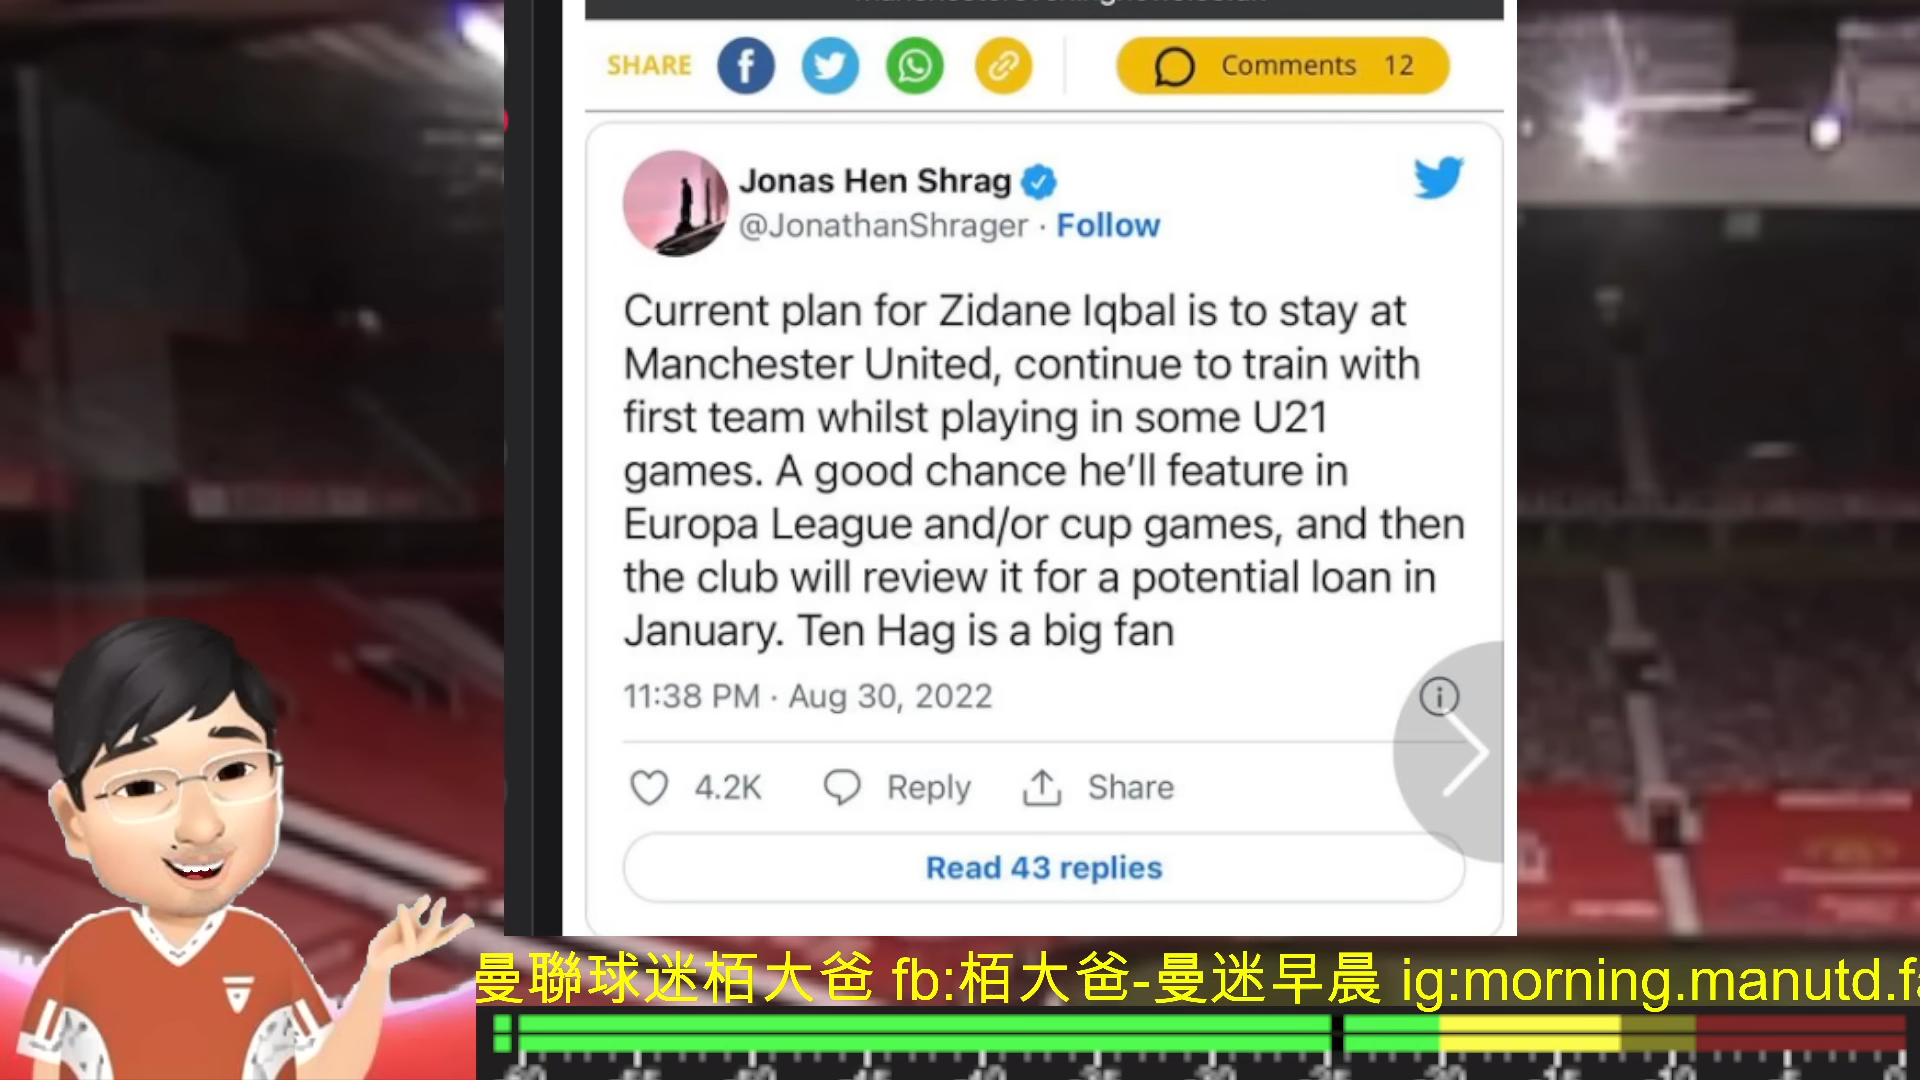 SHARE
Comments 12
Jonas Hen Shrag
@JonathanShrager · Follow
Current plan for Zidane Iqbal is to stay at
Manchester United, continue to train with
first team whilst playing in some U21
games. A good chance he'll feature in
Europa League and/or cup games, and then
the club will review it for a potential loan in
January. Ten Hag is a big fan
11:38 PM · Aug 30, 2022
4.2K Reply Share
Read 43 replies
曼聯球迷栢大爸 fb:栢大爸-曼迷早晨 ig:morning.manutd.fa